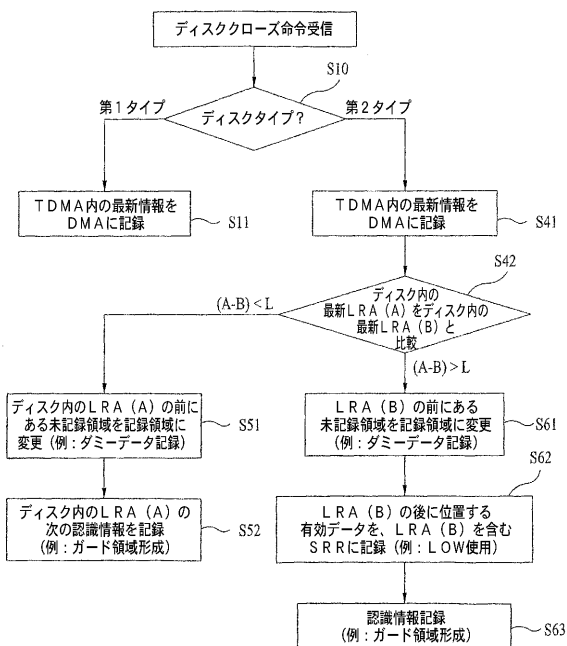 ディスククローズ命令受信
S10
第1タイプ
ディスクタイプ?
第2タイプ
TDMA内の最新情報を
DMAに記録
S11
TDMA内の最新情報を
DMAに記録
S41
S42
ディスク内の
最新LRA(A)をディスク内の
最新LRA(B)と
比較
(A-B)<L
(A-B)>L
ディスク内のLRA(A)の前に
ある未記録領域を記録領域に
変更(例:ダミーデータ記録)
S51
LRA(B)の前にある
未記録領域を記録領域に変更
(例:ダミーデータ記録)
S61
S62
ディスク内のLRA(A)の
次の認識情報を記録
(例:ガード領域形成)
S52
LRA(B)の後に位置する
有効データを、LRA(B)を含む
SRRに記録(例:LOW使用)
認識情報記録
(例:ガード領域形成)
S63